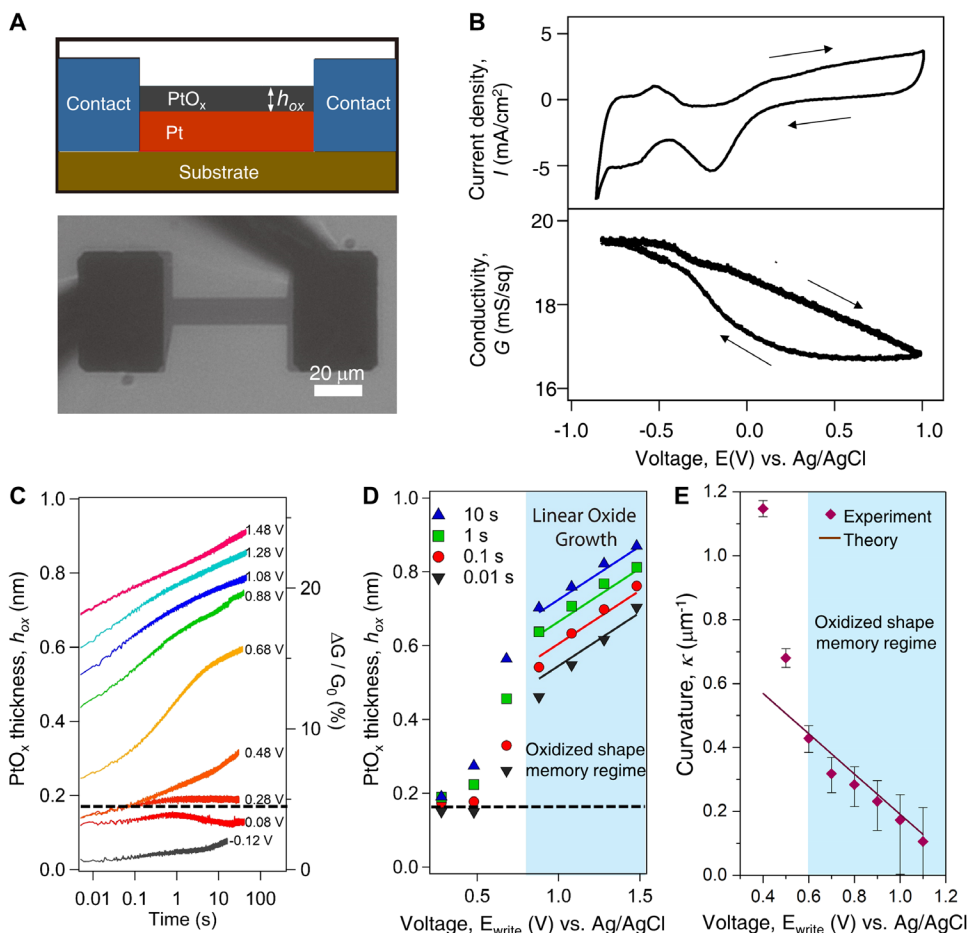 A
Contact
PtOx
hox
Contact
Pt
Substrate
20 μm
B
Current density,
I (mA/cm²)
5
0
-5
Conductivity,
G (mS/sq)
20
18
16
-1.0 -0.5 0.0 0.5 1.0
Voltage, E(V) vs. Ag/AgCl
C
PtOx thickness, hox (nm)
1.0
0.8
0.6
0.4
0.2
0.0
1.48 V
1.28 V
1.08 V
0.88 V
0.68 V
0.48 V
0.28 V
0.08 V
-0.12 V
20
10
0
ΔG / G0 (%)
0.01 0.1 1 10 100
Time (s)
D
PtOx thickness, hox (nm)
1.0
0.8
0.6
0.4
0.2
0.0
10 s
1 s
0.1 s
0.01 s
Linear Oxide
Growth
Oxidized shape
memory regime
0.5 1.0 1.5
Voltage, Ewrite (V) vs. Ag/AgCl
E
Curvature, κ (μm⁻¹)
1.2
1.0
0.8
0.6
0.4
0.2
0.0
Experiment
Theory
Oxidized shape
memory regime
0.4 0.6 0.8 1.0 1.2
Voltage, Ewrite (V) vs. Ag/AgCl